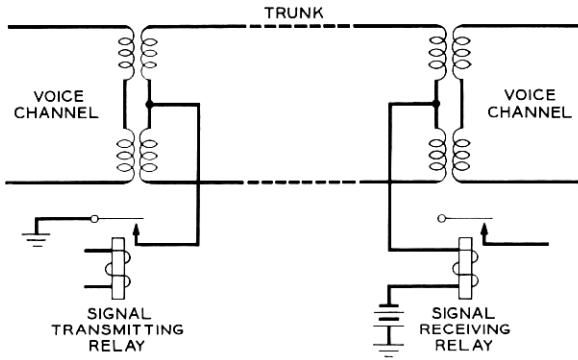 TRUNK
VOICE
CHANNEL
VOICE
CHANNEL
SIGNAL
TRANSMITTING
RELAY
SIGNAL
RECEIVING
RELAY